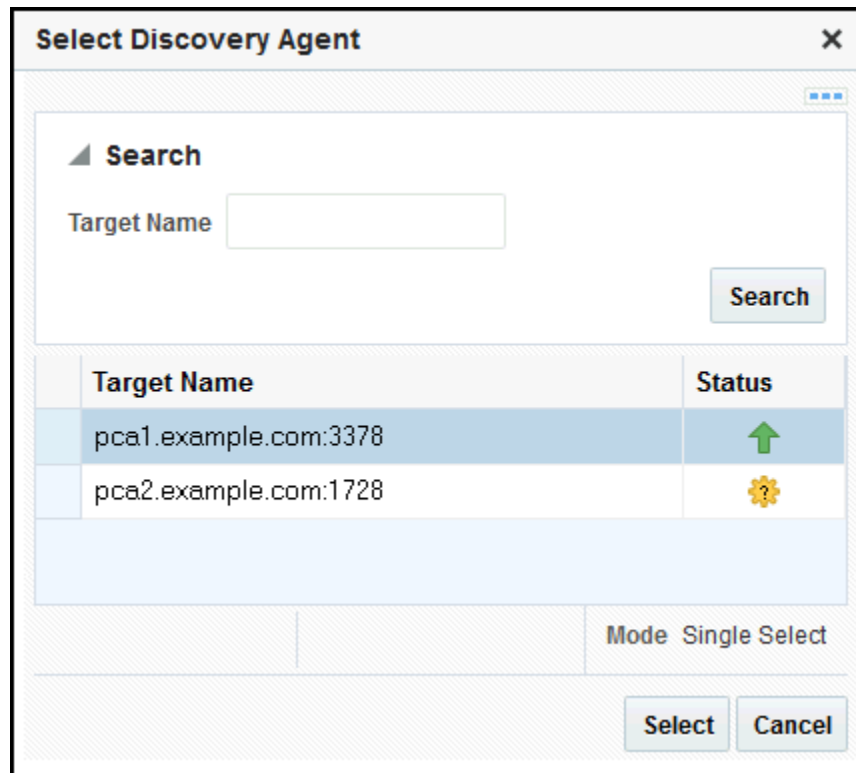 Select Discovery Agent
Search
Target Name
Search
Target Name Status
pca1.example.com:3378
pca2.example.com:1728
?
Mode Single Select
Select Cancel